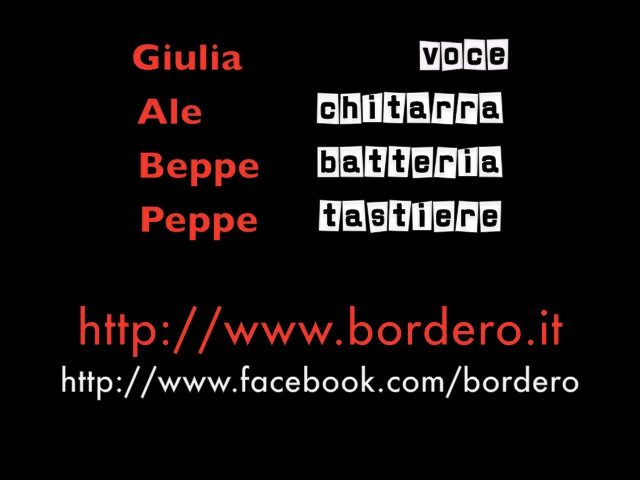 Giulia voce
Ale chitarra
Beppe batteria
Peppe tastiere
http://www.bordero.it
http://www.facebook.com/bordero